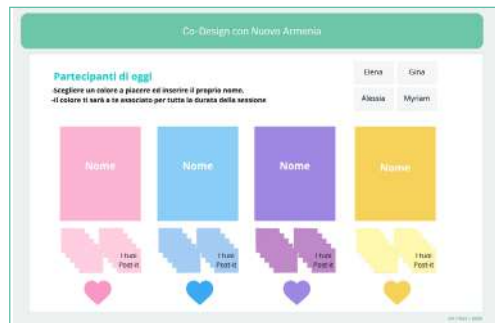 Co-Design con Nuovo Armenia
Partecipanti di oggi
-Scegliere un colore a piacere ed inserire il proprio nome.
-Il colore ti sarà a te associato per tutta la durata della sessione
Elena
Gina
Alessia
Myriam
Nome
Nome
Nome
Nome
I tuoi
Post-it
I tuoi
Post-it
I tuoi
Post-it
I tuoi
Post-it